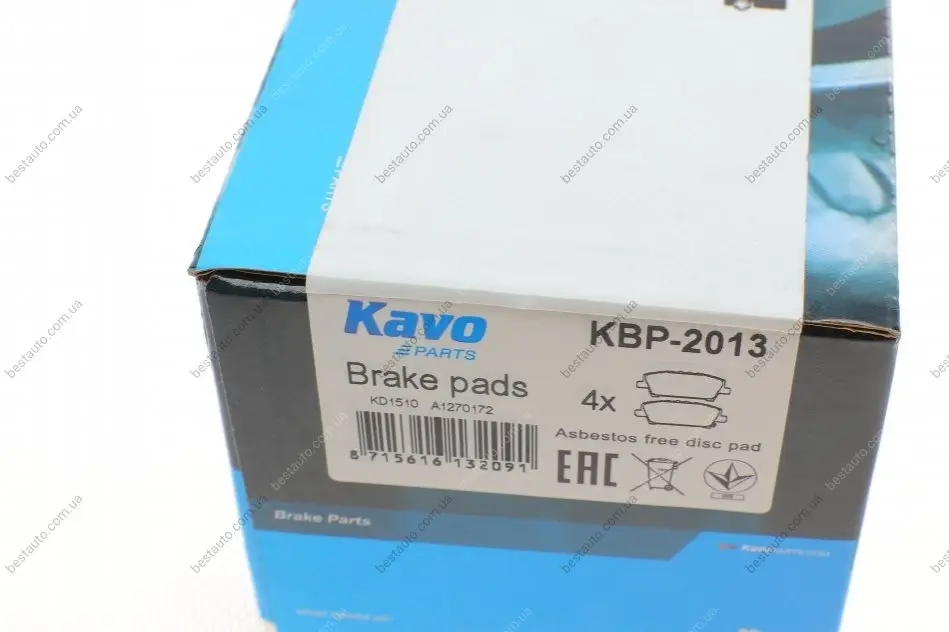 Kavo
PARTS
KBP-2013
Brake pads
KD1510 A1270172
4x
Asbestos free disc pad
8 715616 132091
EAC
Brake Parts
Kavo
bestauto.com.ua